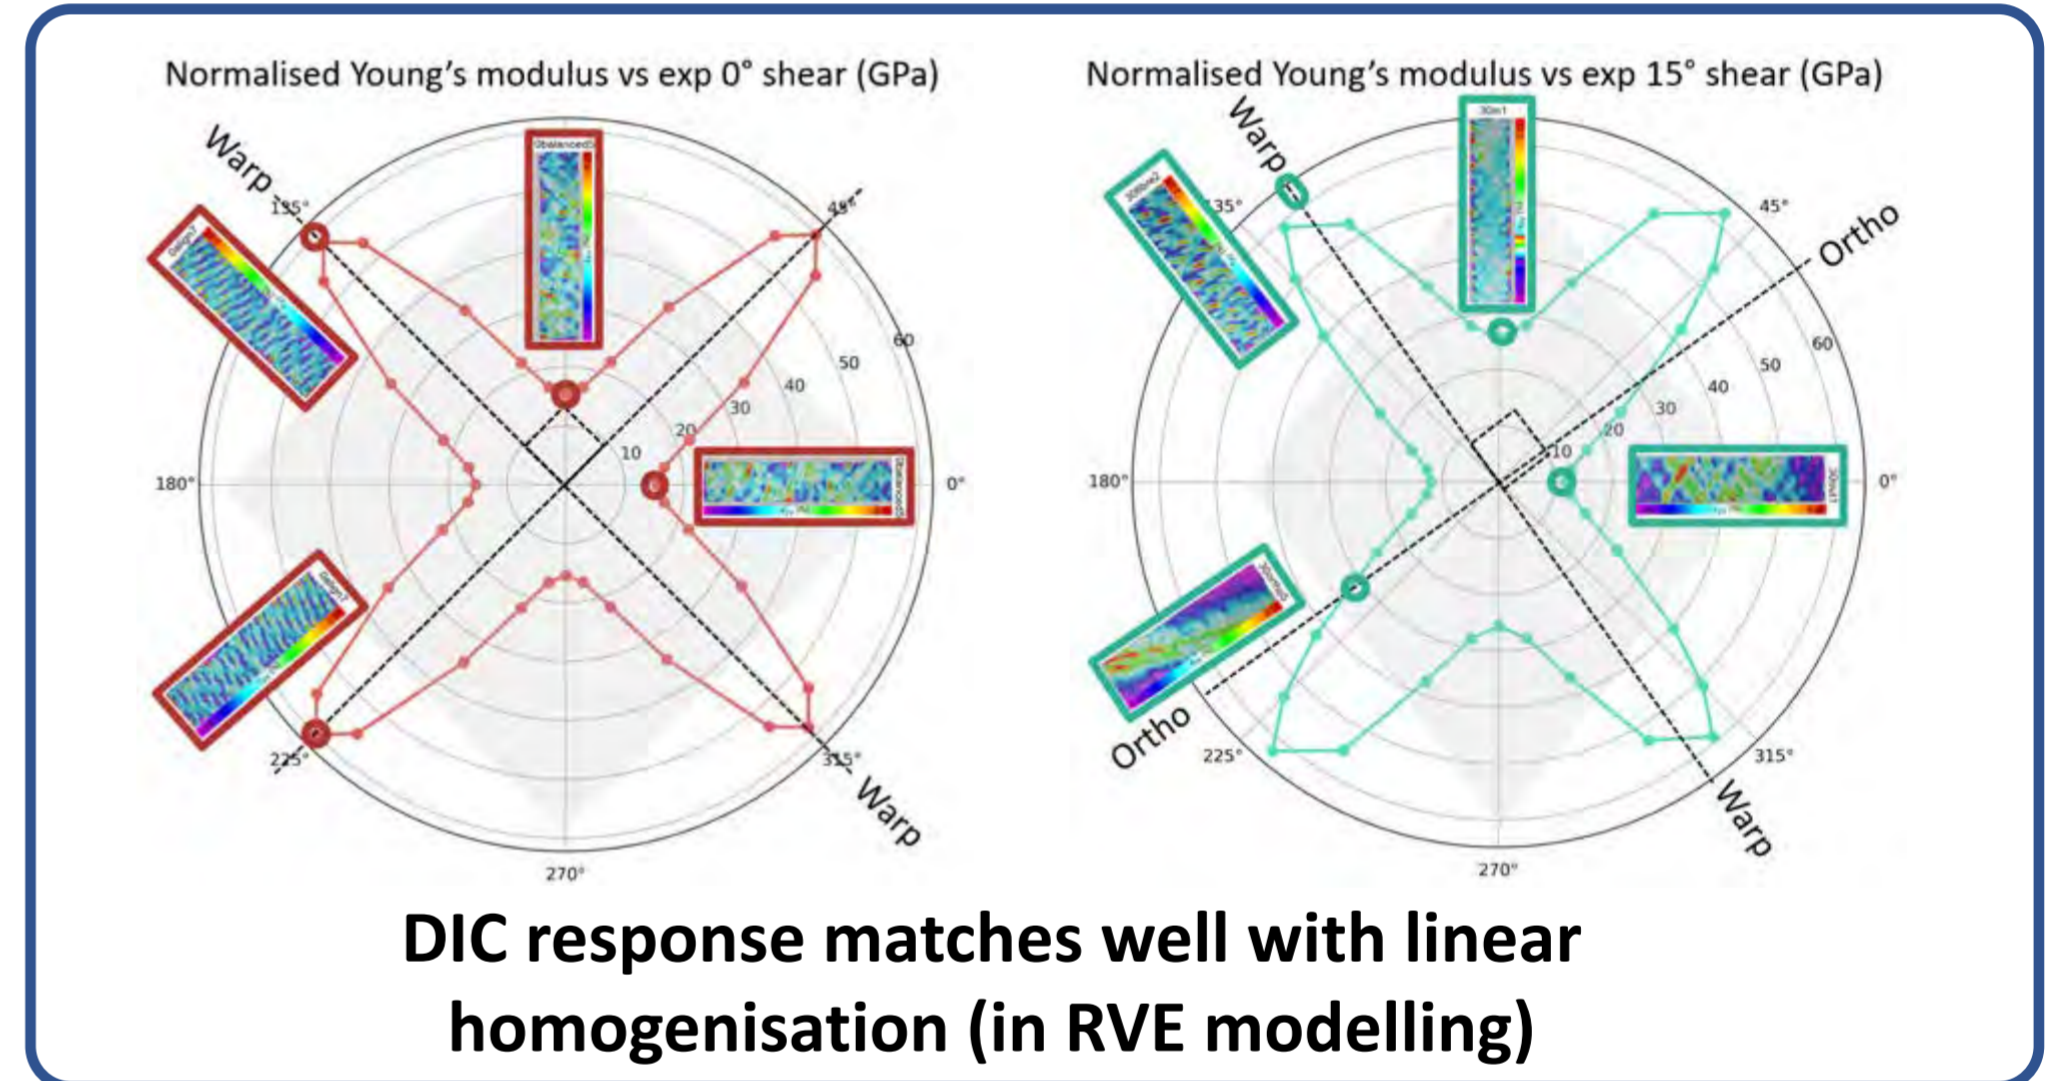 Normalised Young's modulus vs exp 0° shear (GPa)
Warp
135°
45°
60
50
40
30
20
10
180°
0°
225°
315°
Warp
270°
Normalised Young's modulus vs exp 15° shear (GPa)
Warp
135°
30m1
45°
Ortho
60
50
40
30
20
10
180°
0°
Ortho
225°
315°
Warp
270°
DIC response matches well with linear
homogenisation (in RVE modelling)